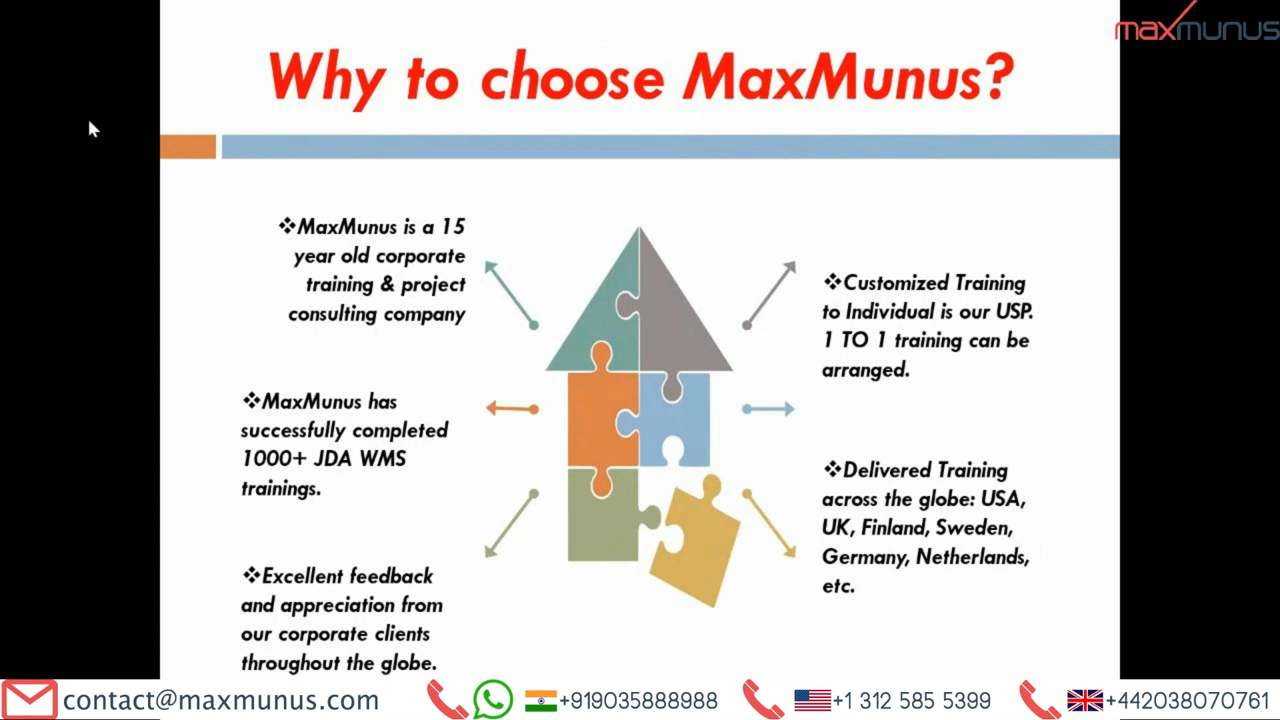 maxmunus
Why to choose MaxMunus?
❖MaxMunus is a 15
year old corporate
training & project
consulting company
❖MaxMunus has
successfully completed
1000+ JDA WMS
trainings.
❖Excellent feedback
and appreciation from
our corporate clients
throughout the globe.
❖Customized Training
to Individual is our USP.
1 TO 1 training can be
arranged.
❖Delivered Training
across the globe: USA,
UK, Finland, Sweden,
Germany, Netherlands,
etc.
contact@maxmunus.com +919035888988 +1 312 585 5399 +442038070761